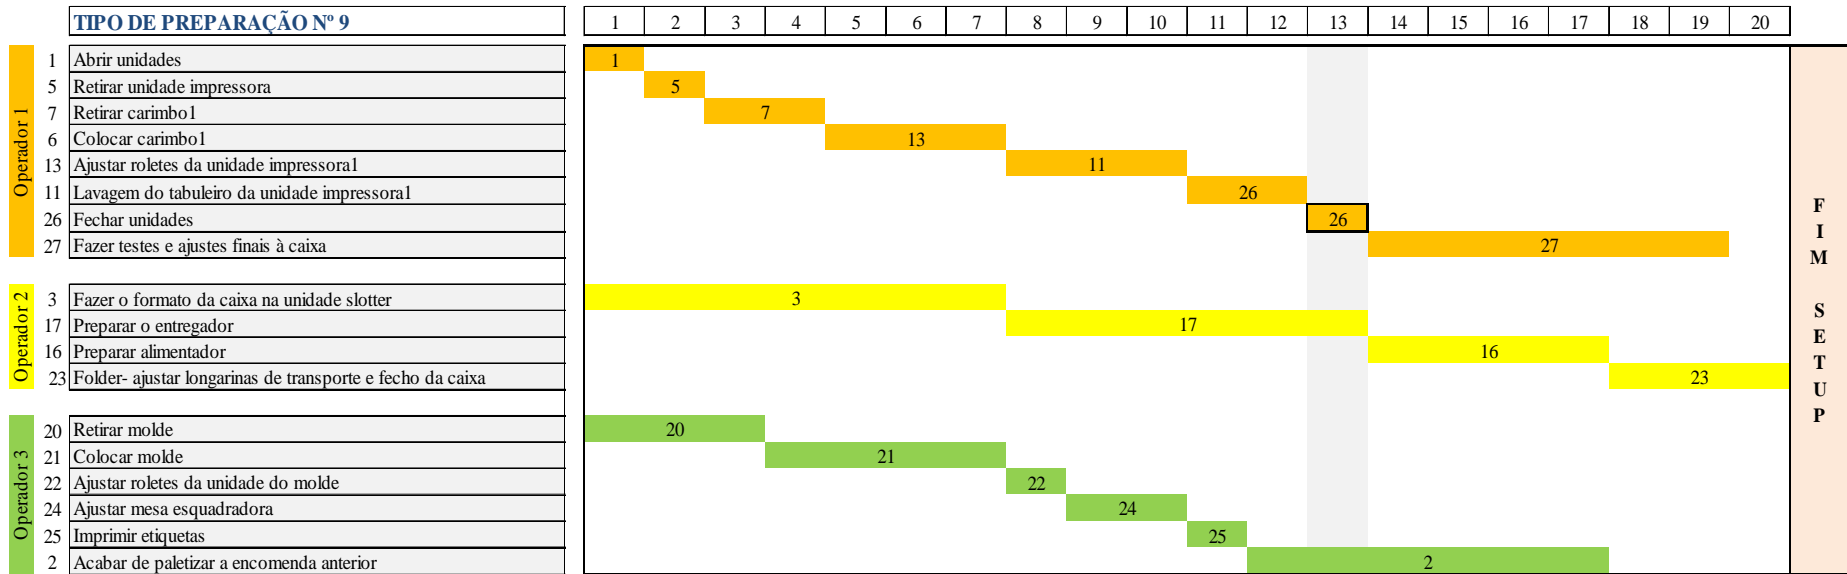 TIPO DE PREPARAÇÃO Nº 9 1 2 3 4 5 6 7 8 9 10 11 12 13 14 15 16 17 18 19 20
Operador 1
1 Abrir unidades 1
5 Retirar unidade impressora 5
7 Retirar carimbo1 7
6 Colocar carimbo1 13
13 Ajustar roletes da unidade impressora1 11
11 Lavagem do tabuleiro da unidade impressora1 26
26 Fechar unidades 26
27 Fazer testes e ajustes finais à caixa 27
Operador 2
3 Fazer o formato da caixa na unidade slotter 3
17 Preparar o entregador 17
16 Preparar alimentador 16
23 Folder- ajustar longarinas de transporte e fecho da caixa 23
Operador 3
20 Retirar molde 20
21 Colocar molde 21
22 Ajustar roletes da unidade do molde 22
24 Ajustar mesa esquadradora 24
25 Imprimir etiquetas 25
2 Acabar de paletizar a encomenda anterior 2
FIM SETUP